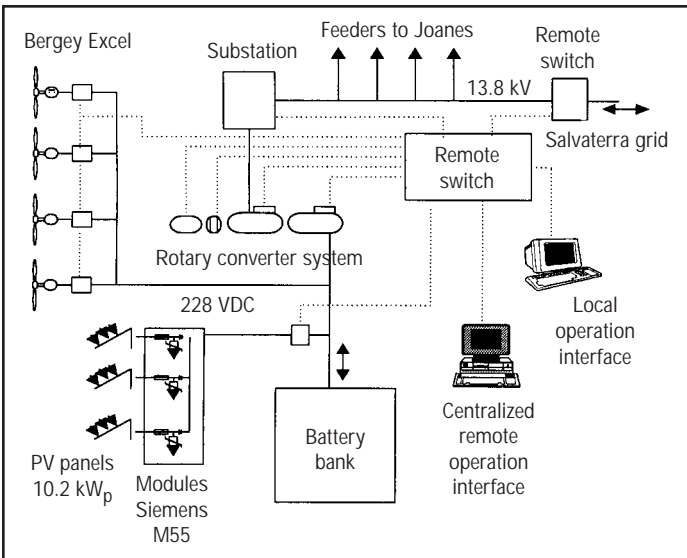 Bergey Excel
Substation
Feeders to Joanes
Remote
switch
13.8 kV
Salvaterra grid
Remote
switch
Rotary converter system
228 VDC
Local
operation
interface
Centralized
remote
operation
interface
Battery
bank
PV panels
10.2 kWp
Modules
Siemens
M55